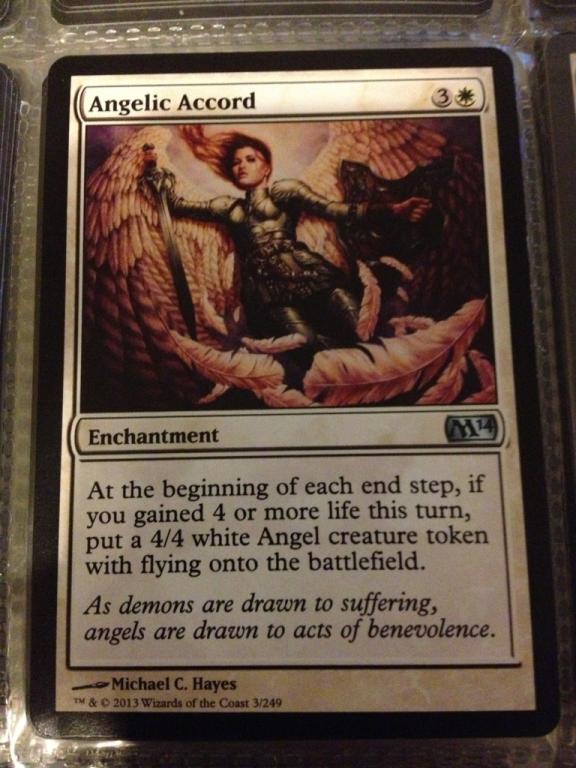 Angelic Accord 3
Enchantment M14
At the beginning of each end step, if
you gained 4 or more life this turn,
put a 4/4 white Angel creature token
with flying onto the battlefield.
As demons are drawn to suffering,
angels are drawn to acts of benevolence.
Michael C. Hayes
™ & © 2013 Wizards of the Coast 3/249